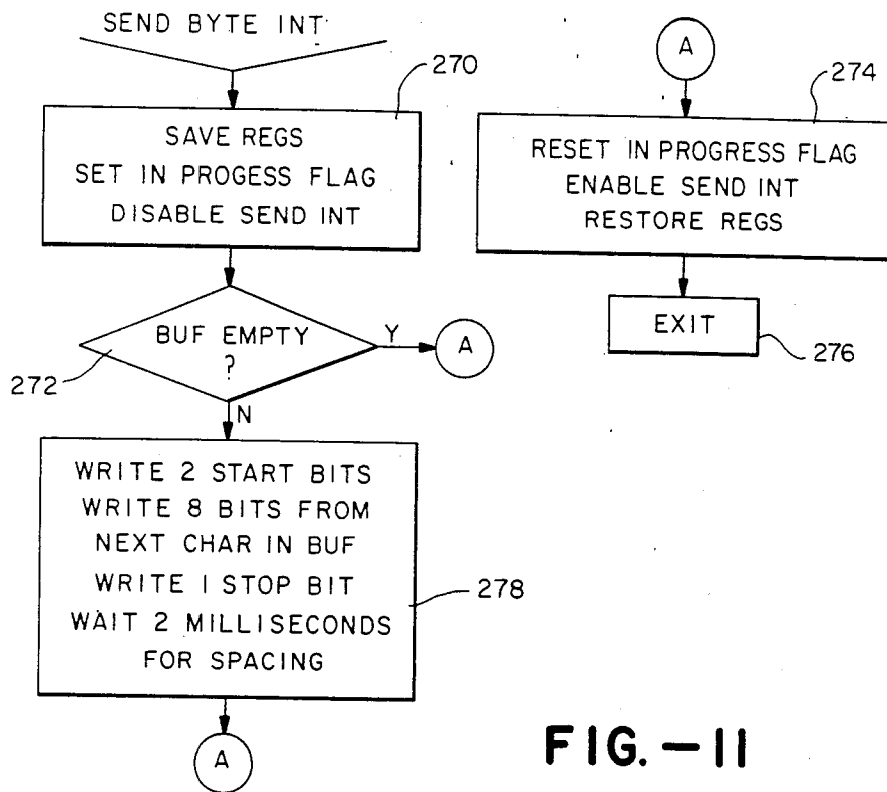 SEND BYTE INT
270
SAVE REGS
SET IN PROGESS FLAG
DISABLE SEND INT
BUF EMPTY
?
Y
A
272
N
WRITE 2 START BITS
WRITE 8 BITS FROM
NEXT CHAR IN BUF
WRITE 1 STOP BIT
WAIT 2 MILLISECONDS
FOR SPACING
278
A
A
274
RESET IN PROGRESS FLAG
ENABLE SEND INT
RESTORE REGS
EXIT
276
FIG.-11